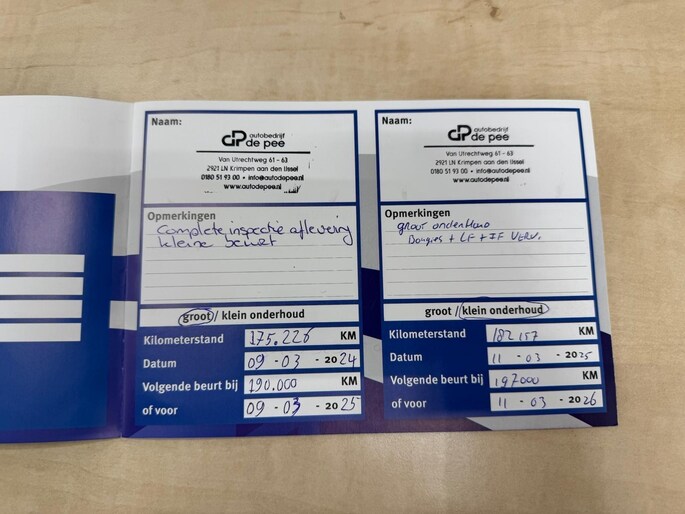 Naam:
autobedrijf
de pee
Van Utrechtweg 61 - 63
2921 LN Krimpen aan den IJssel
0180 51 93 00 • info@autodepee.nl
www.autodepee.nl
Opmerkingen
Complete inspectie aflevering
kleine beurt
groot / klein onderhoud
Kilometerstand 175.226 KM
Datum 09 - 03 - 2024
Volgende beurt bij 190.000 KM
of voor 09 - 03 - 2025
Naam:
autobedrijf
de pee
Van Utrechtweg 61 - 63
2921 LN Krimpen aan den IJssel
0180 51 93 00 • info@autodepee.nl
www.autodepee.nl
Opmerkingen
groot onderhoud
Bougies + LF + IF VERV.
groot / klein onderhoud
Kilometerstand 182157 KM
Datum 11 - 03 - 2025
Volgende beurt bij 197000 KM
of voor 11 - 03 - 2026